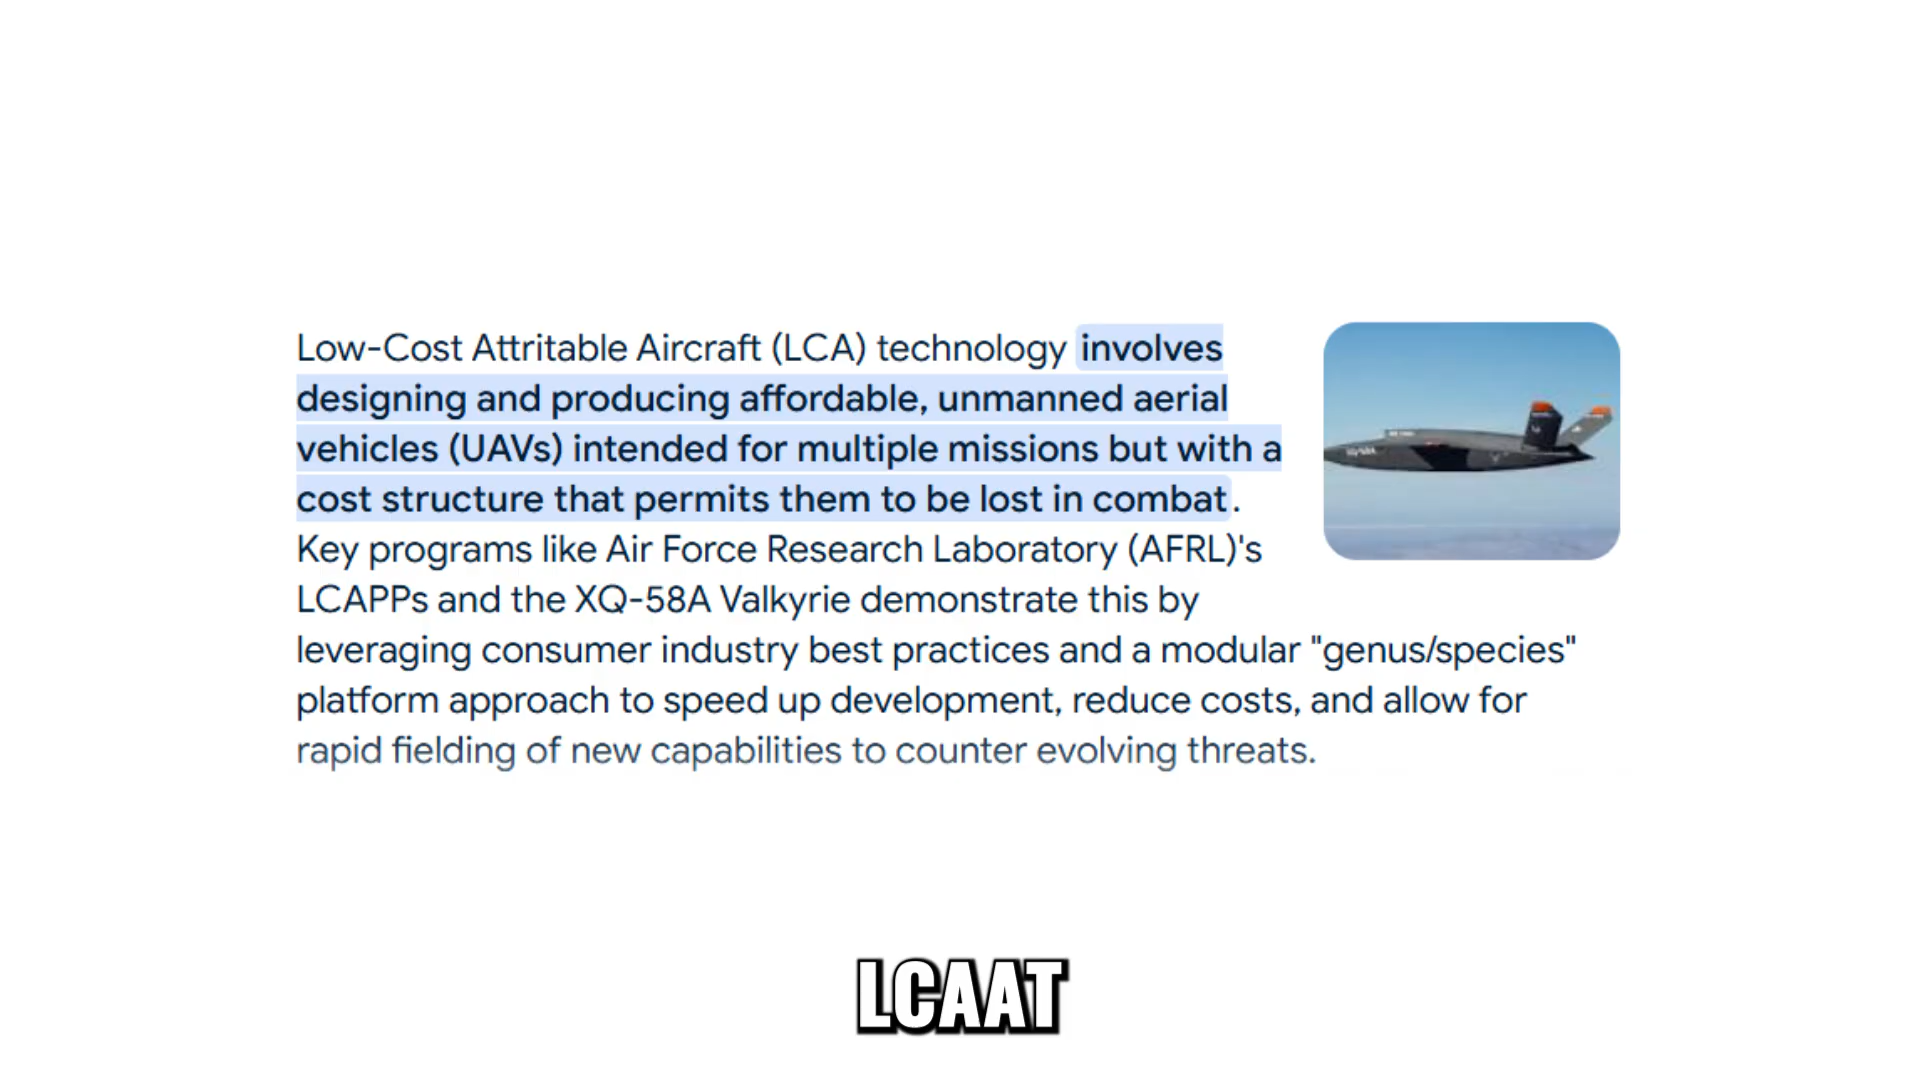 Low-Cost Attritable Aircraft (LCA) technology involves
designing and producing affordable, unmanned aerial
vehicles (UAVs) intended for multiple missions but with a
cost structure that permits them to be lost in combat.
Key programs like Air Force Research Laboratory (AFRL)'s
LCAPPs and the XQ-58A Valkyrie demonstrate this by
leveraging consumer industry best practices and a modular "genus/species"
platform approach to speed up development, reduce costs, and allow for
rapid fielding of new capabilities to counter evolving threats.
LCAAT